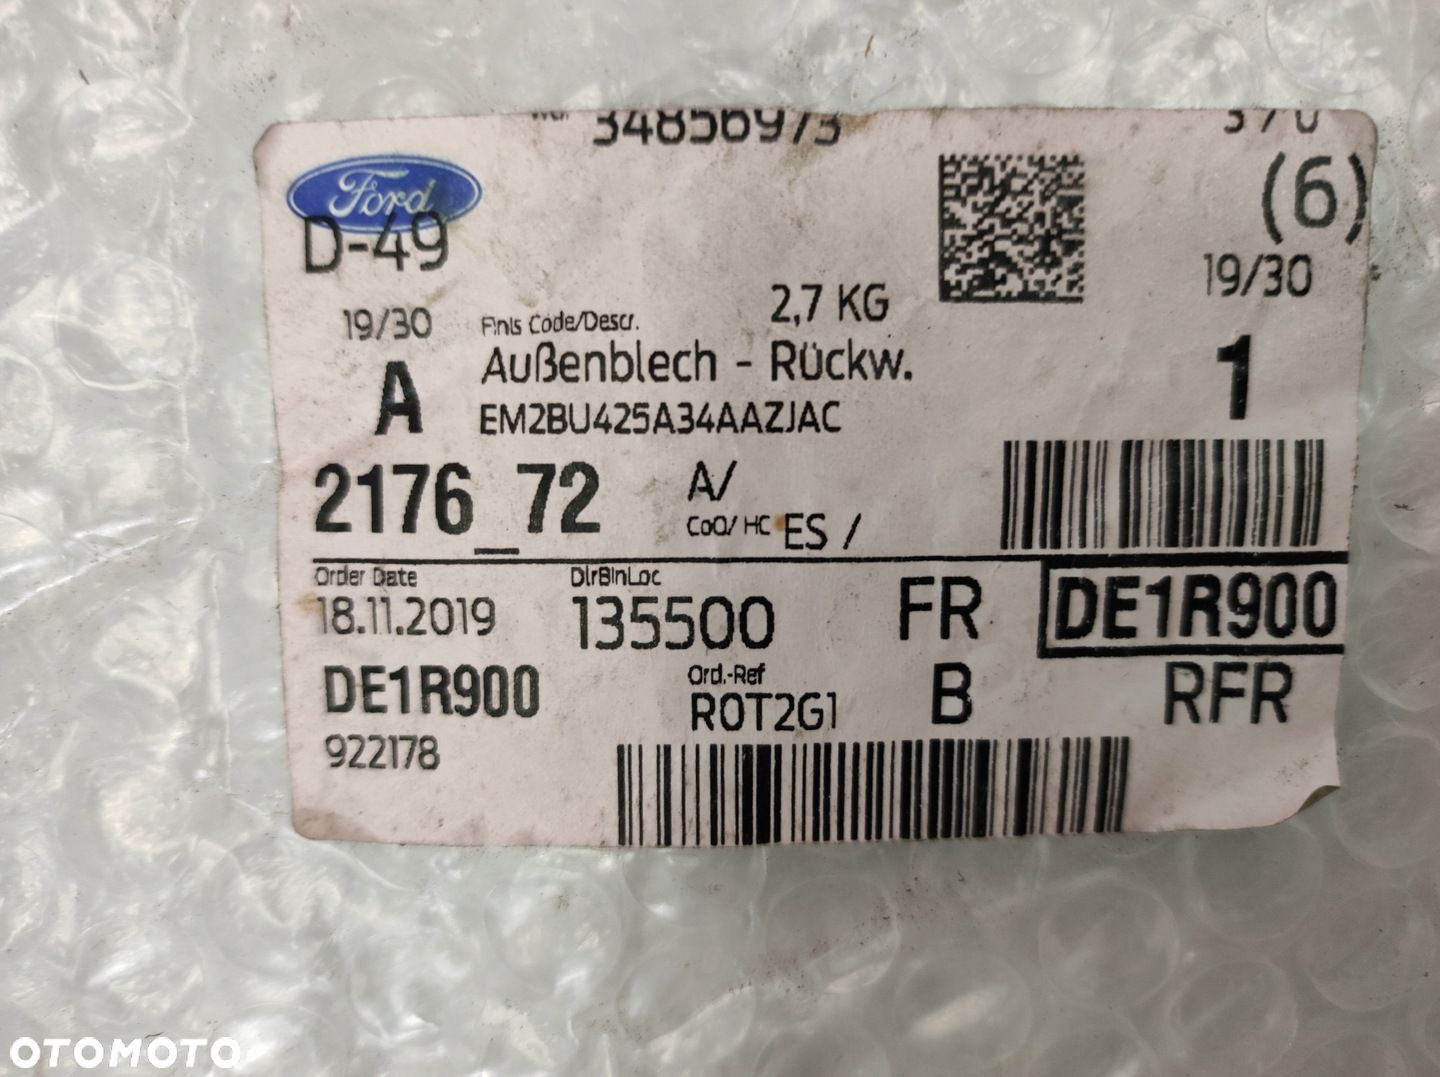 34856973
Ford
(6)
D-49
19/30
2,7 KG
19/30
Finis Code/Descr.
A
Außenblech - Rückw.
1
EM2BU425A34AAZJAC
2176_72
A/
CoO/ HC ES /
Order Date
DlrBinLoc
18.11.2019
135500
FR
DE1R900
DE1R900
Ord.-Ref
R0T2G1
B
RFR
922178
OTOMOTO